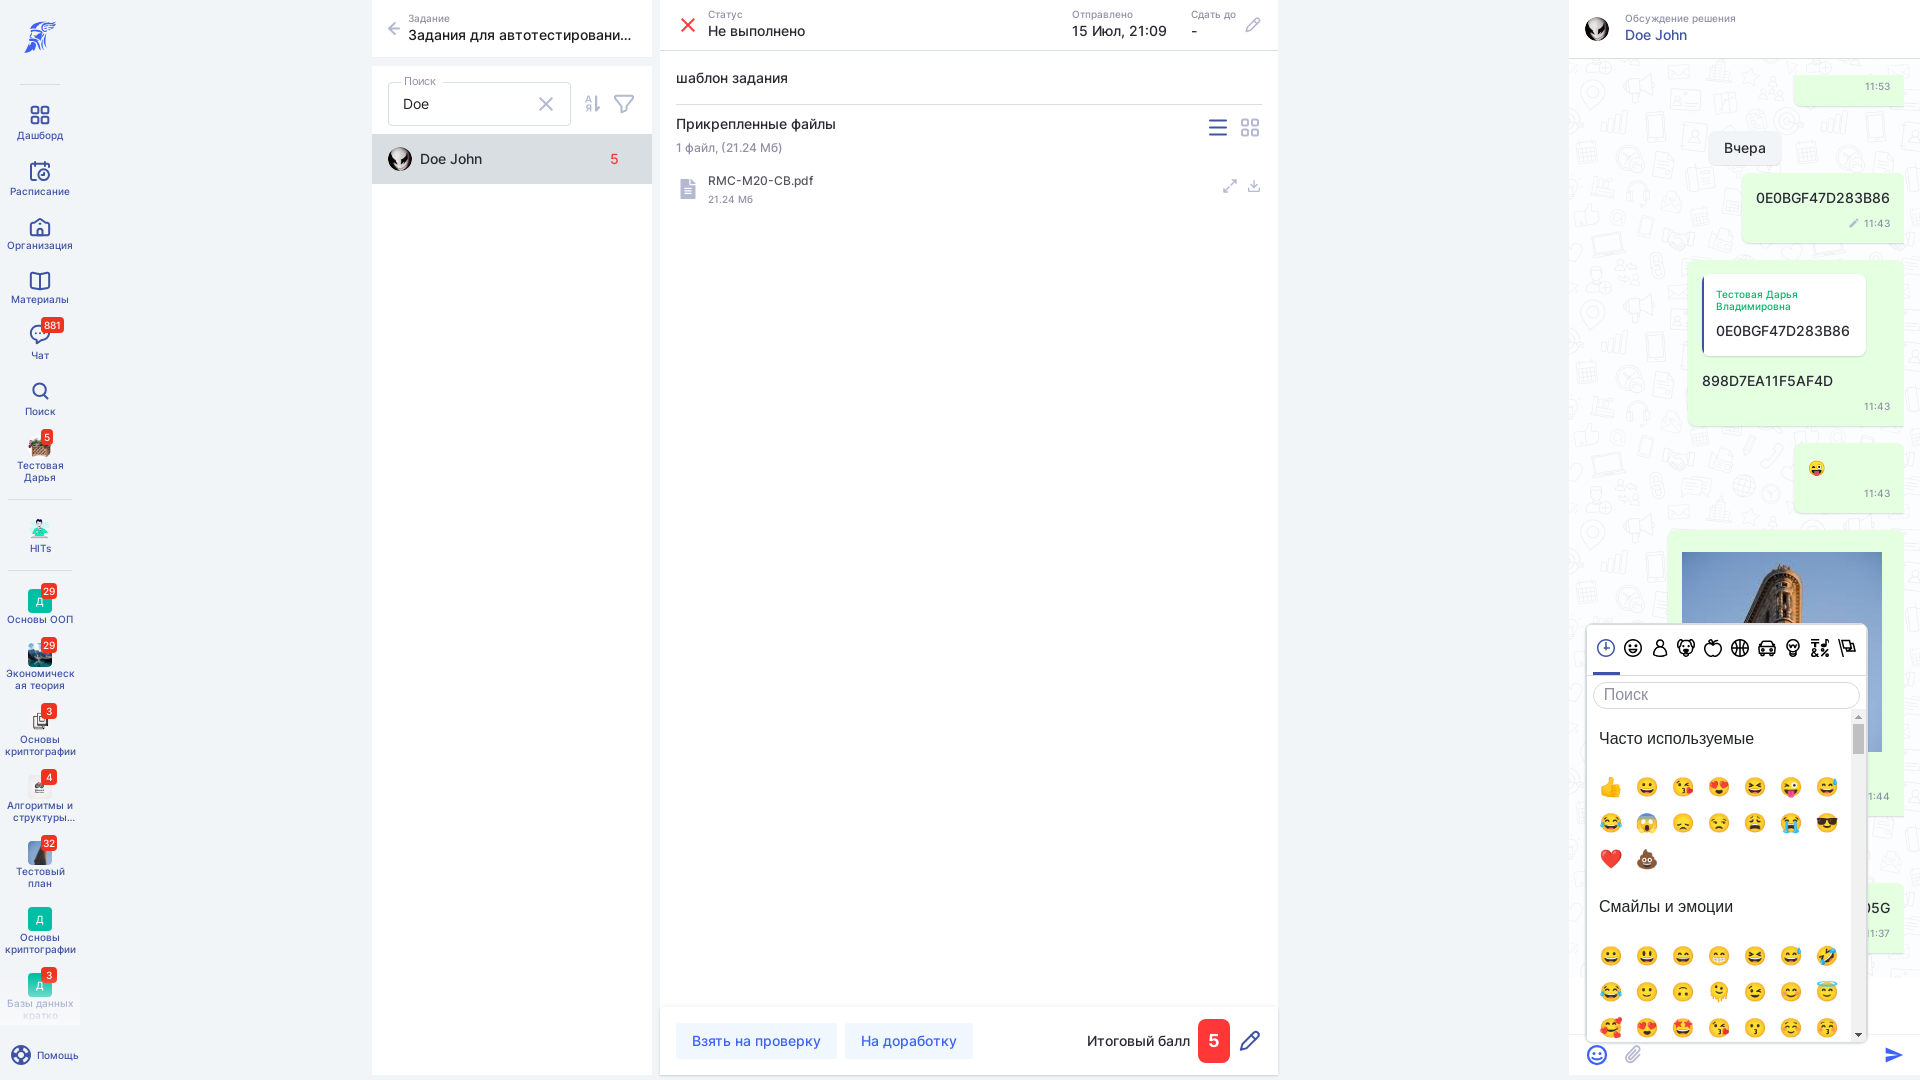 Дашборд
Расписание
Организация
Материалы
881
Чат
Поиск
5
Тестовая
Дарья
HITs
29
Д
Основы ООП
29
Экономическ
ая теория
3
Основы
криптографии
4
Алгоритмы и
структуры...
32
Тестовый
план
Д
Основы
криптографии
3
Д
Базы данных
кратко
Помощь
Задание
Задания для автотестировани...
Поиск
Doe
Doe John
5
Статус
Не выполнено
Отправлено
15 Июл, 21:09
Сдать до
-
шаблон задания
Прикрепленные файлы
1 файл, (21.24 Мб)
RMC-M20-CB.pdf
21.24 Мб
Взять на проверку
На доработку
Итоговый балл
5
Обсуждение решения
Doe John
11:53
Вчера
0E0BGF47D283B86
11:43
Тестовая Дарья
Владимировна
0E0BGF47D283B86
898D7EA11F5AF4D
11:43
11:43
Поиск
Часто используемые
1:44
Смайлы и эмоции
05G
11:37